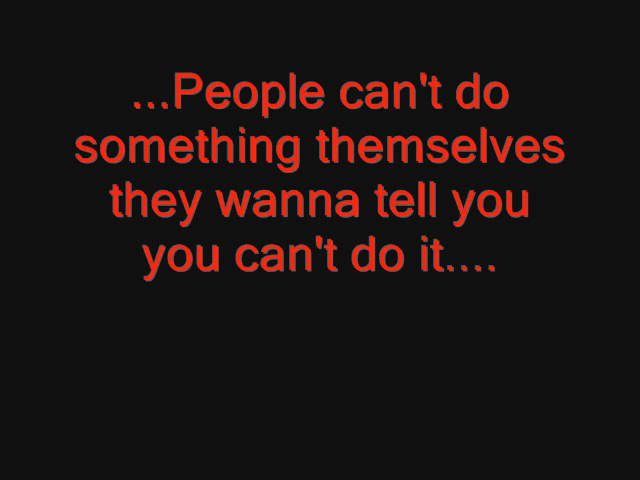 ...People can't do
something themselves
they wanna tell you
you can't do it....